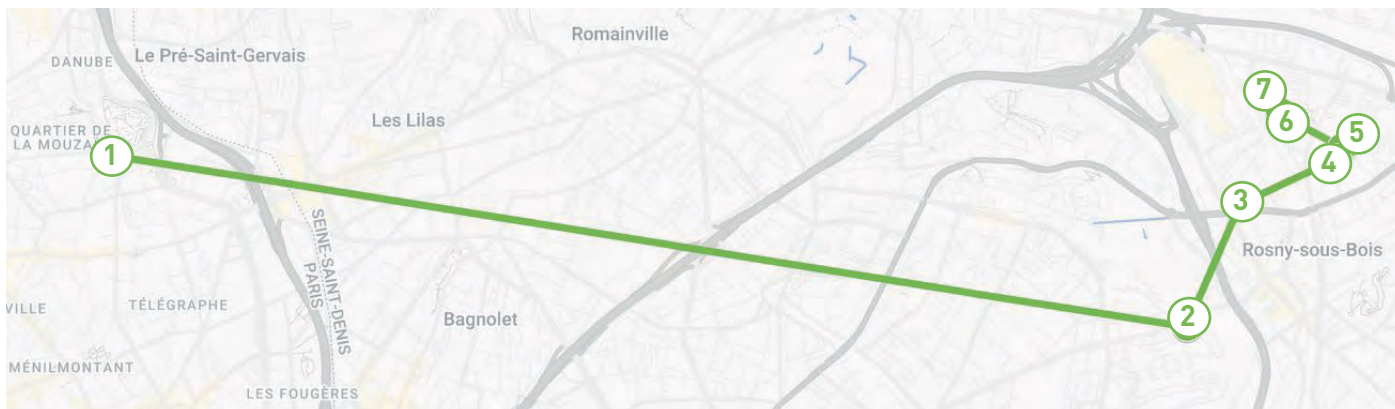 Romainville
Le Pré-Saint-Gervais
DANUBE
7
Les Lilas
6
5
QUARTIER DE
LA MOUZA
1
4
3
SEINE-SAINT-DENIS
PARIS
Rosny-sous-Bois
VILLE
TÉLÉGRAPHE
Bagnolet
2
MÉNILMONTANT
LES FOUGÈRES